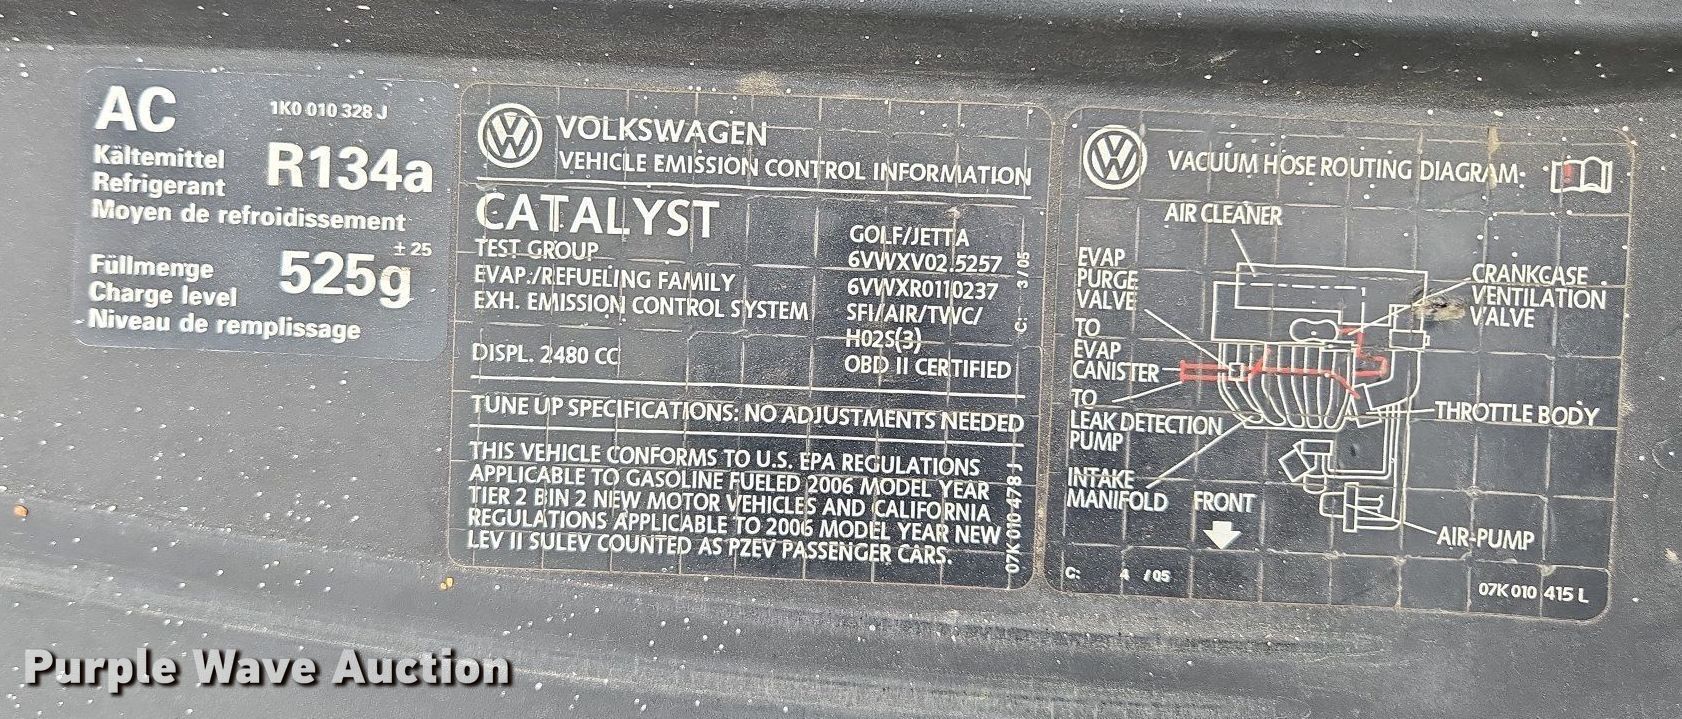 AC
1K0 010 328 J
Kältemittel
Refrigerant
R134a
Moyen de refroidissement
± 25
Füllmenge
Charge level
525g
Niveau de remplissage
VOLKSWAGEN
VEHICLE EMISSION CONTROL INFORMATION
CATALYST
GOLF/JETTA
TEST GROUP 6VWXV02.5257
EVAP./REFUELING FAMILY 6VWXR0110237
EXH. EMISSION CONTROL SYSTEM SFI/AIR/TWC/
HO2S(3)
DISPL. 2480 CC OBD II CERTIFIED
C: 3/05
TUNE UP SPECIFICATIONS: NO ADJUSTMENTS NEEDED
THIS VEHICLE CONFORMS TO U.S. EPA REGULATIONS
APPLICABLE TO GASOLINE FUELED 2006 MODEL YEAR
TIER 2 BIN 2 NEW MOTOR VEHICLES AND CALIFORNIA
REGULATIONS APPLICABLE TO 2006 MODEL YEAR NEW
LEV II SULEV COUNTED AS PZEV PASSENGER CARS.
07K 010 478 J
VACUUM HOSE ROUTING DIAGRAM:
AIR CLEANER
EVAP
PURGE
VALVE
CRANKCASE
VENTILATION
VALVE
TO
EVAP
CANISTER
TO
LEAK DETECTION
PUMP
THROTTLE BODY
INTAKE
MANIFOLD
FRONT
AIR-PUMP
C: 4 /05
07K 010 415 L
Purple Wave Auction